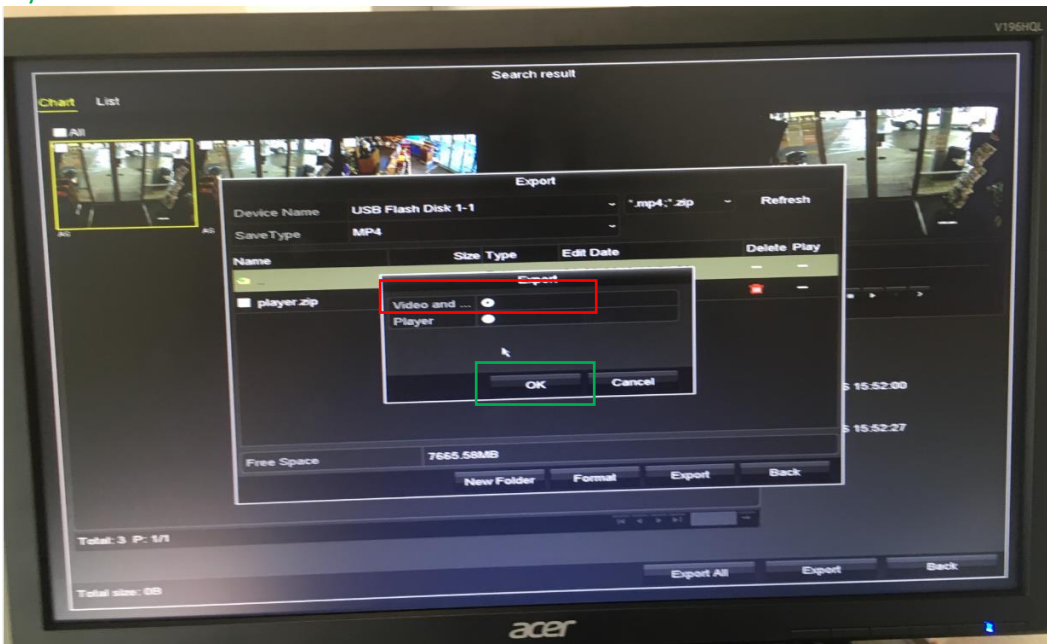 V196HQL
Search result
Chart List
All
Export
Device Name USB Flash Disk 1-1 *.mp4;*.zip Refresh
SaveType MP4
Name Size Type Edit Date Delete Play
player.zip
Export
Video and ...
Player
OK Cancel
15:52:00
15:52:27
Free Space 7665.58MB
New Folder Format Export Back
Total: 3 P: 1/1
Export All Export Back
Total size: 0B
acer